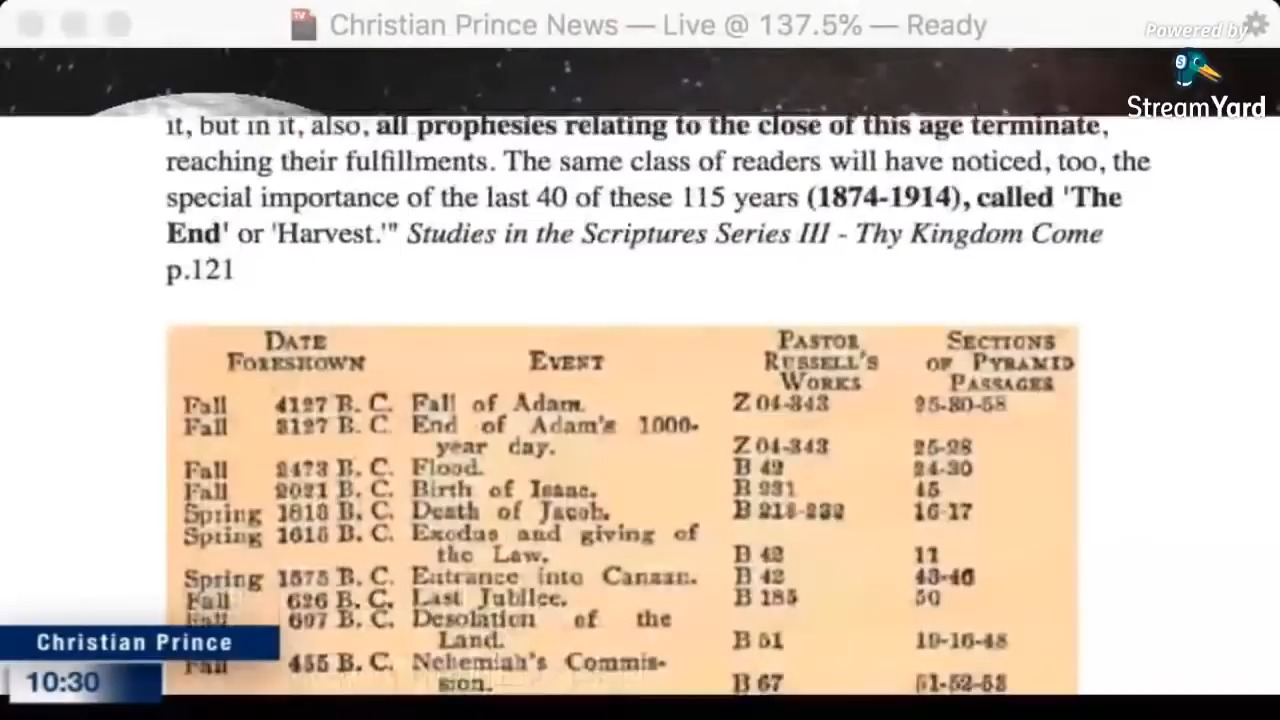 Christian Prince News — Live @ 137.5% — Ready
Powered by
StreamYard
it, but in it, also, all prophesies relating to the close of this age terminate,
reaching their fulfillments. The same class of readers will have noticed, too, the
special importance of the last 40 of these 115 years (1874-1914), called 'The
End' or 'Harvest.'" Studies in the Scriptures Series III - Thy Kingdom Come
p.121
DATE FORESHOWN
EVENT
PASTOR RUSSELL'S WORKS
SECTIONS OF PYRAMID PASSAGES
Fall 4127 B. C. Fall of Adam. Z 04-343
Fall 3127 B. C. End of Adam's 1000-
year day. Z 04-343 25-28
Fall 2473 B. C. Flood. B 42 24-30
Fall B. C. Birth of Isaac. B 231 45
Spring 1813 B. C. Death of Jacob. B 16-17
Spring 1615 B. C. Exodus and giving of
the Law. B 42 11
Spring 1575 B. C. Entrance into Canaan. B 42
Fall 626 B. C. Last Jubilee. B 185 50
Fall 607 B. C. Desolation of the
Land. B 51
Fall 455 B. C. Nehemiah's Commis-
sion. B 67 51-52-53
Christian Prince
10:30